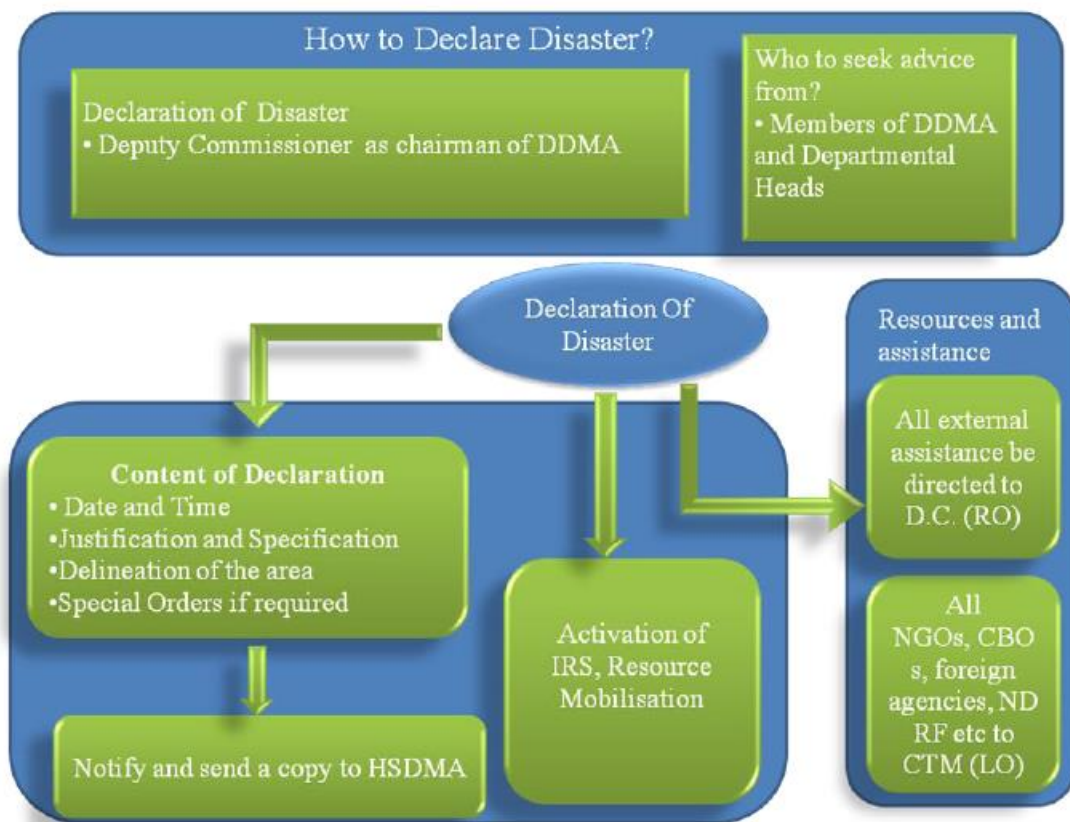 How to Declare Disaster?
Declaration of Disaster
• Deputy Commissioner as chairman of DDMA
Who to seek advice
from?
• Members of DDMA
and Departmental
Heads
Declaration Of
Disaster
Content of Declaration
• Date and Time
•Justification and Specification
•Delineation of the area
•Special Orders if required
Notify and send a copy to HSDMA
Activation of
IRS, Resource
Mobilisation
Resources and
assistance
All external
assistance be
directed to
D.C. (RO)
All
NGOs, CBO
s, foreign
agencies, ND
RF etc to
CTM (LO)